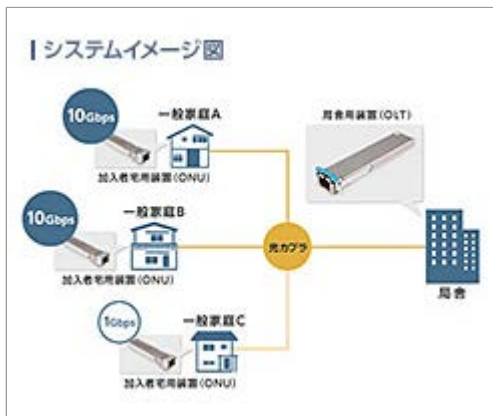 システムイメージ図
10Gbps
一般家庭A
加入者宅用装置(ONU)
局舎用装置(OLT)
10Gbps
一般家庭B
加入者宅用装置(ONU)
光カプラ
局舎
1Gbps
一般家庭C
加入者宅用装置(ONU)